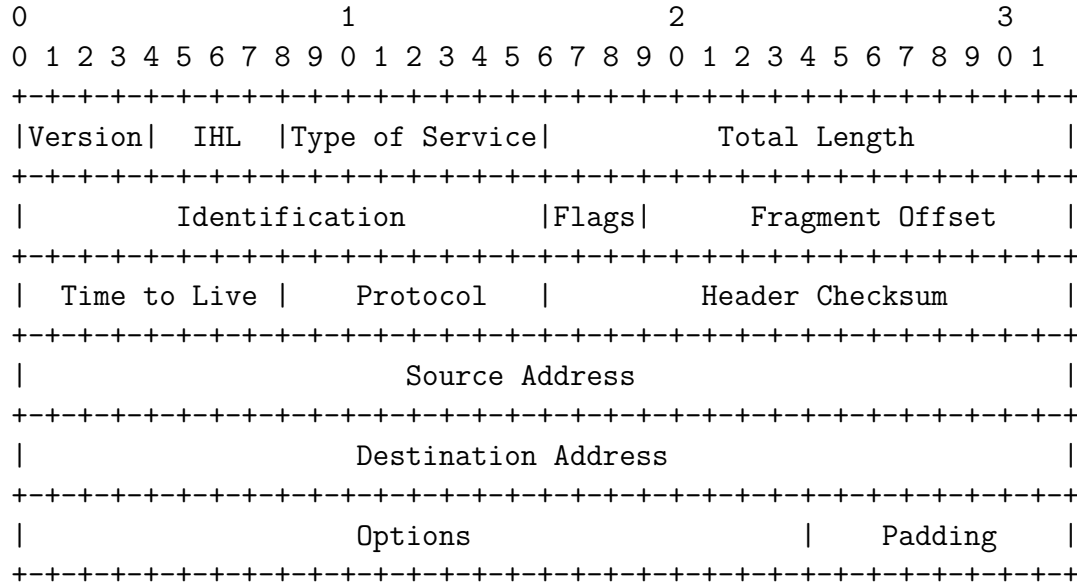 0                   1                   2                   3
0 1 2 3 4 5 6 7 8 9 0 1 2 3 4 5 6 7 8 9 0 1 2 3 4 5 6 7 8 9 0 1
+-+-+-+-+-+-+-+-+-+-+-+-+-+-+-+-+-+-+-+-+-+-+-+-+-+-+-+-+-+-+-+-+
|Version|  IHL  |Type of Service|          Total Length         |
+-+-+-+-+-+-+-+-+-+-+-+-+-+-+-+-+-+-+-+-+-+-+-+-+-+-+-+-+-+-+-+-+
|         Identification        |Flags|      Fragment Offset    |
+-+-+-+-+-+-+-+-+-+-+-+-+-+-+-+-+-+-+-+-+-+-+-+-+-+-+-+-+-+-+-+-+
|  Time to Live |    Protocol   |         Header Checksum       |
+-+-+-+-+-+-+-+-+-+-+-+-+-+-+-+-+-+-+-+-+-+-+-+-+-+-+-+-+-+-+-+-+
|                       Source Address                          |
+-+-+-+-+-+-+-+-+-+-+-+-+-+-+-+-+-+-+-+-+-+-+-+-+-+-+-+-+-+-+-+-+
|                    Destination Address                        |
+-+-+-+-+-+-+-+-+-+-+-+-+-+-+-+-+-+-+-+-+-+-+-+-+-+-+-+-+-+-+-+-+
|                    Options                    |    Padding    |
+-+-+-+-+-+-+-+-+-+-+-+-+-+-+-+-+-+-+-+-+-+-+-+-+-+-+-+-+-+-+-+-+